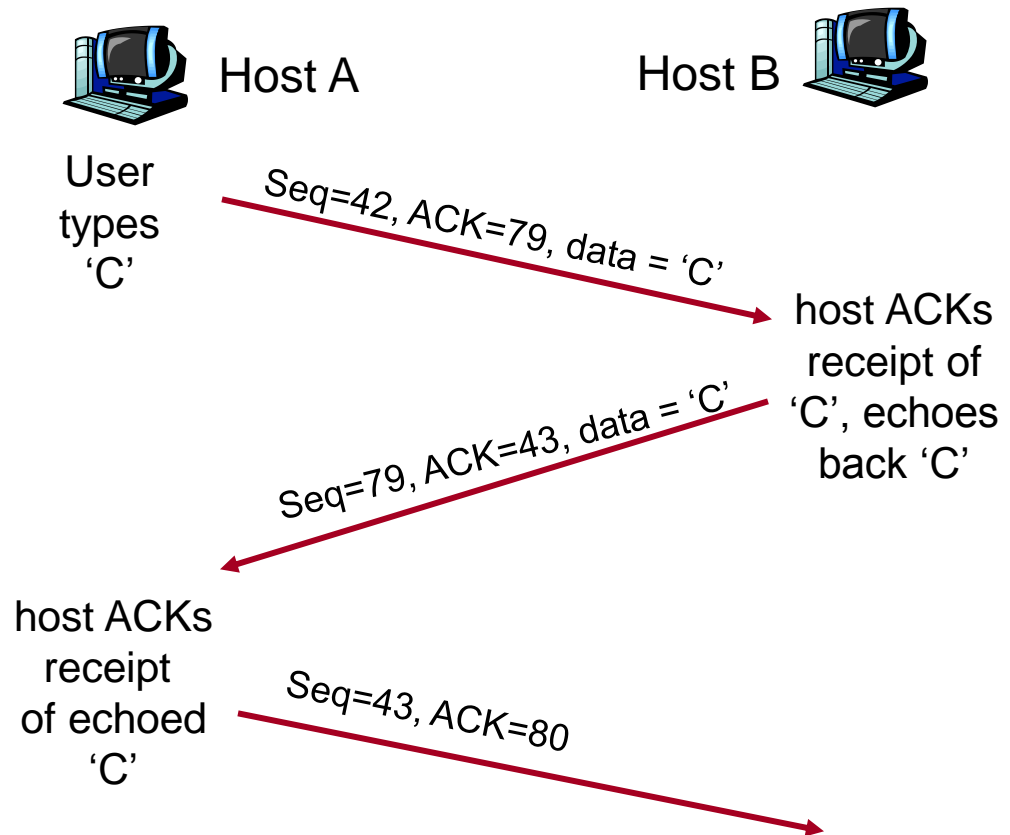 Host A
Host B
User
types
‘C’
Seq=42, ACK=79, data = ‘C’
host ACKs
receipt of
‘C’, echoes
back ‘C’
Seq=79, ACK=43, data = ‘C’
host ACKs
receipt
of echoed
‘C’
Seq=43, ACK=80